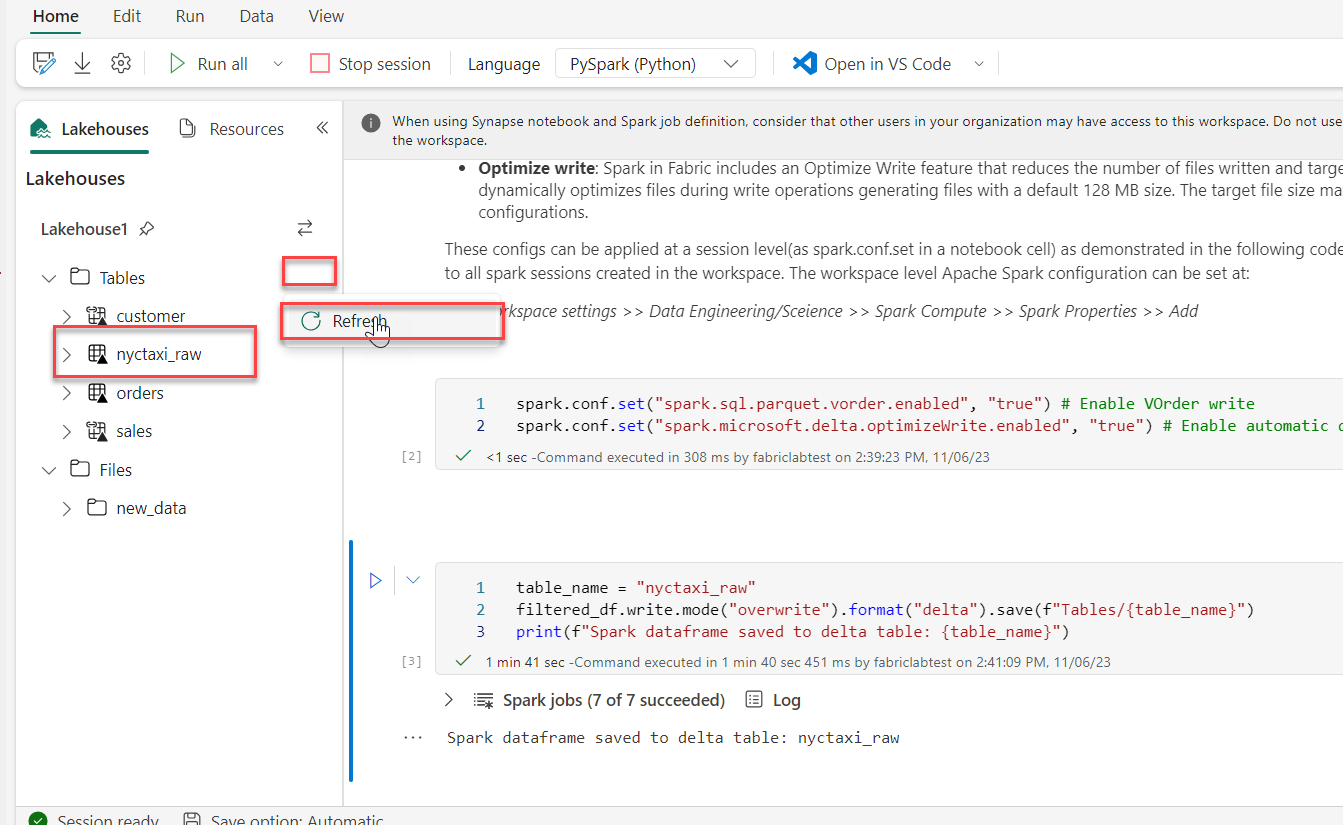 Home Edit Run Data View
Run all Stop session Language PySpark (Python) Open in VS Code
Lakehouses Resources
Lakehouses
Lakehouse1
Tables
customer
nyctaxi_raw
orders
sales
Files
new_data
Refresh
When using Synapse notebook and Spark job definition, consider that other users in your organization may have access to this workspace. Do not use
the workspace.
• Optimize write: Spark in Fabric includes an Optimize Write feature that reduces the number of files written and targe
dynamically optimizes files during write operations generating files with a default 128 MB size. The target file size ma
configurations.
These configs can be applied at a session level(as spark.conf.set in a notebook cell) as demonstrated in the following code
to all spark sessions created in the workspace. The workspace level Apache Spark configuration can be set at:
rkspace settings >> Data Engineering/Sceience >> Spark Compute >> Spark Properties >> Add
1 spark.conf.set("spark.sql.parquet.vorder.enabled", "true") # Enable VOrder write
2 spark.conf.set("spark.microsoft.delta.optimizeWrite.enabled", "true") # Enable automatic
[2] <1 sec -Command executed in 308 ms by fabriclabtest on 2:39:23 PM, 11/06/23
1 table_name = "nyctaxi_raw"
2 filtered_df.write.mode("overwrite").format("delta").save(f"Tables/{table_name}")
3 print(f"Spark dataframe saved to delta table: {table_name}")
[3] 1 min 41 sec -Command executed in 1 min 40 sec 451 ms by fabriclabtest on 2:41:09 PM, 11/06/23
Spark jobs (7 of 7 succeeded) Log
... Spark dataframe saved to delta table: nyctaxi_raw
Session ready Save option: Automatic